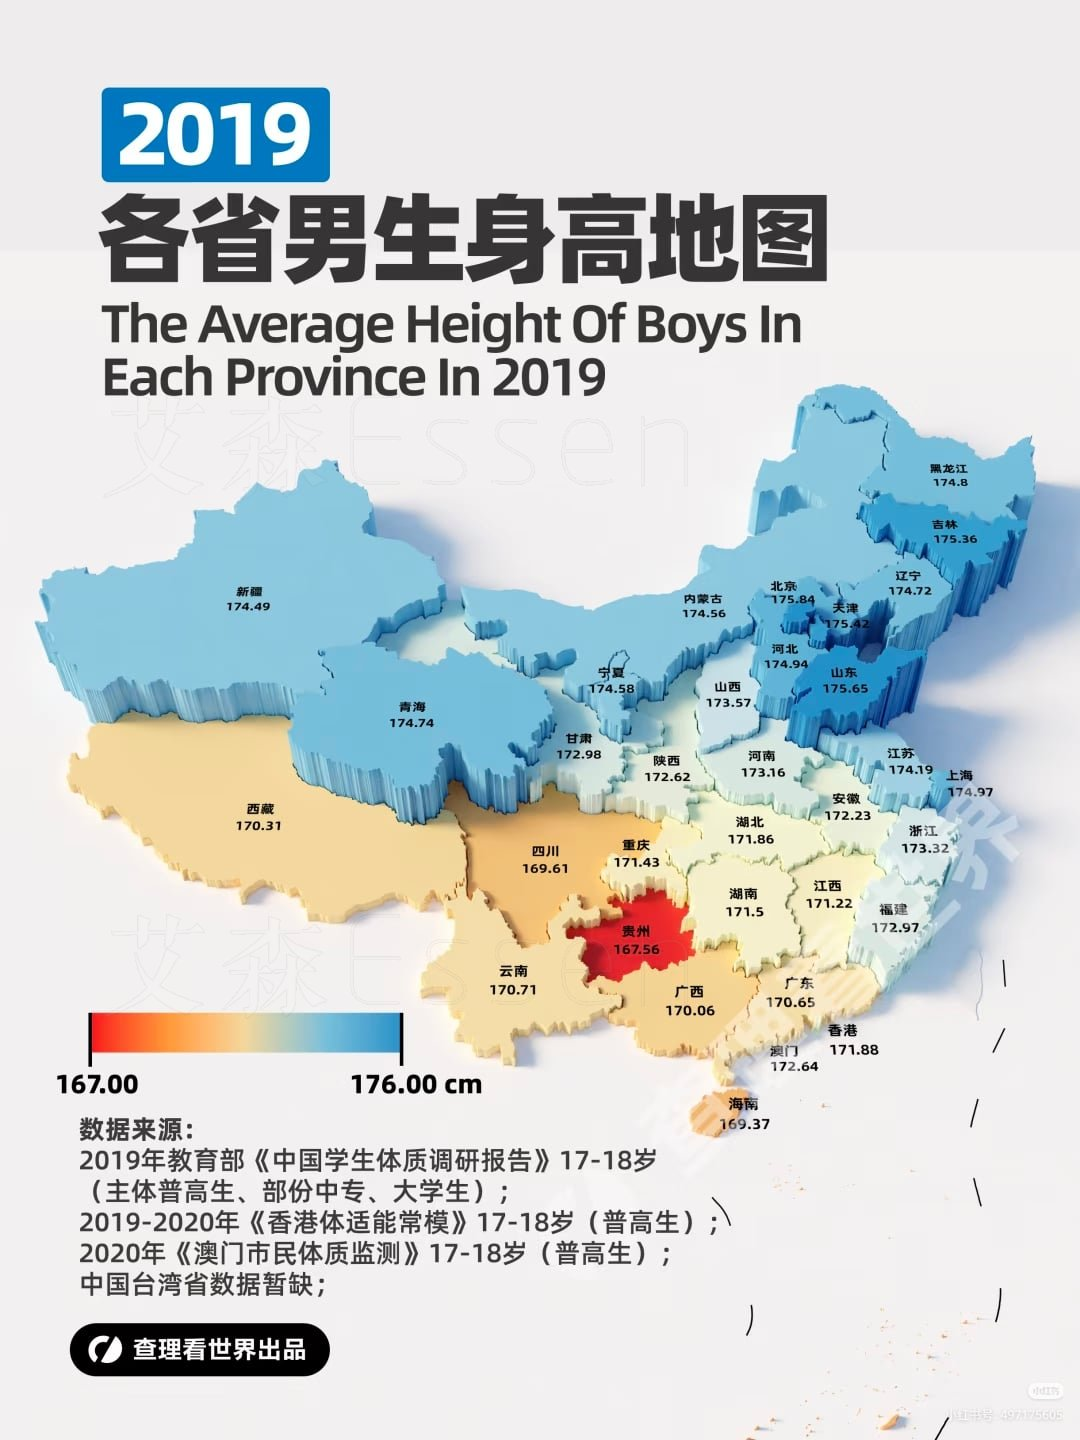 2019
各省男生身高地图
The Average Height Of Boys In
Each Province In 2019
艾森Essen
黑龙江
174.8
吉林
175.36
辽宁
174.72
北京
175.84
天津
175.42
内蒙古
174.56
新疆
174.49
河北
174.94
山东
175.65
宁夏
174.58
山西
173.57
青海
174.74
甘肃
172.98
陕西
172.62
河南
173.16
江苏
174.19
上海
174.97
安徽
172.23
西藏
170.31
湖北
171.86
浙江
173.32
四川
169.61
重庆
171.43
湖南
171.5
江西
171.22
福建
172.97
贵州
167.56
艾森Essen
云南
170.71
广西
170.06
广东
170.65
香港
171.88
澳门
172.64
海南
169.37
167.00
176.00 cm
数据来源：
2019年教育部《中国学生体质调研报告》17-18岁
（主体普高生、部份中专、大学生）；
2019-2020年《香港体适能常模》17-18岁（普高生）；
2020年《澳门市民体质监测》17-18岁（普高生）；
中国台湾省数据暂缺；
查理看世界出品
小红书
小红书号: 497175605